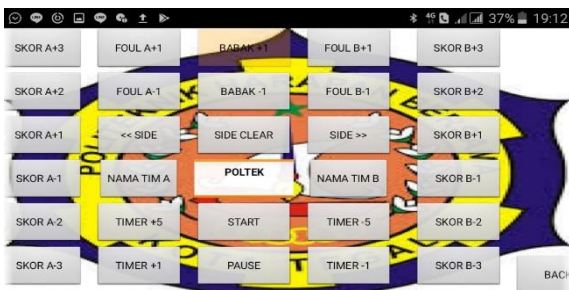 4G 37% 19:12
SKOR A+3 FOUL A+1 BABAK +1 FOUL B+1 SKOR B+3
SKOR A+2 FOUL A-1 BABAK -1 FOUL B-1 SKOR B+2
SKOR A+1 << SIDE SIDE CLEAR SIDE >> SKOR B+1
SKOR A-1 NAMA TIM A POLTEK NAMA TIM B SKOR B-1
SKOR A-2 TIMER +5 START TIMER -5 SKOR B-2
SKOR A-3 TIMER +1 PAUSE TIMER -1 SKOR B-3
BACK